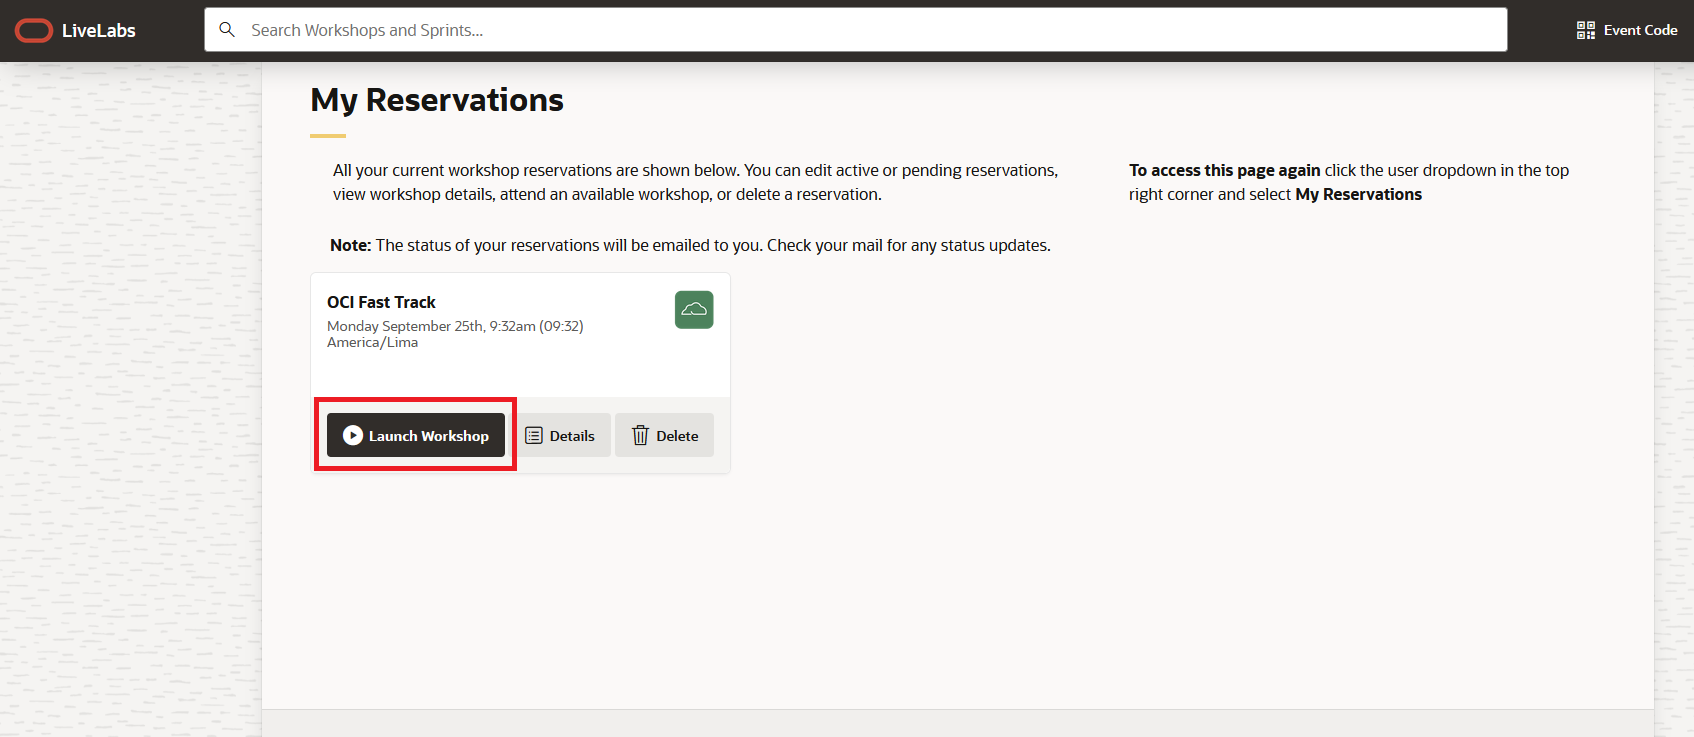 LiveLabs
Search Workshops and Sprints...
Event Code
My Reservations
All your current workshop reservations are shown below. You can edit active or pending reservations,
view workshop details, attend an available workshop, or delete a reservation.
To access this page again click the user dropdown in the top
right corner and select My Reservations
Note: The status of your reservations will be emailed to you. Check your mail for any status updates.
OCI Fast Track
Monday September 25th, 9:32am (09:32)
America/Lima
Launch Workshop
Details
Delete